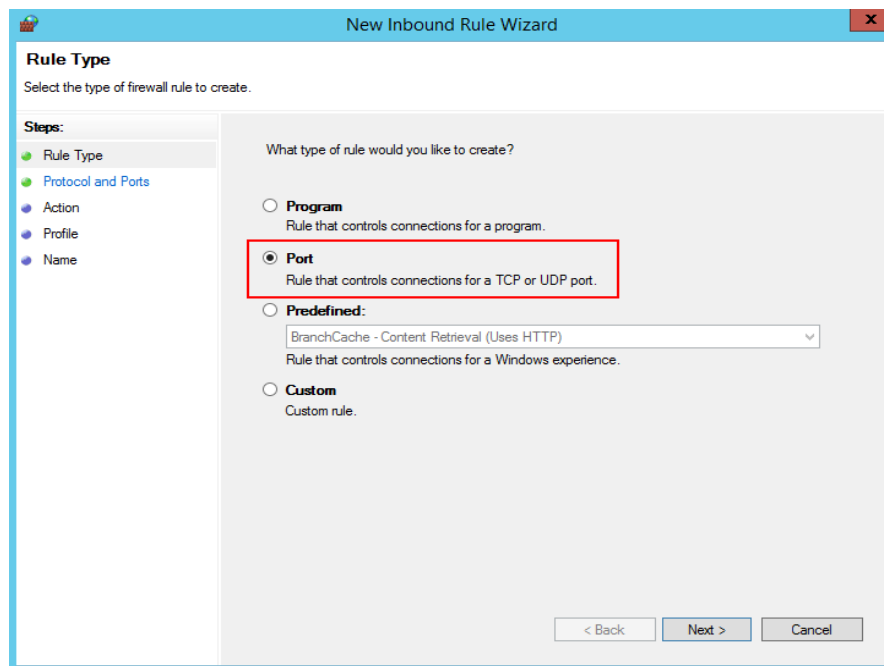 New Inbound Rule Wizard
x
Rule Type
Select the type of firewall rule to create.
Steps:
Rule Type
Protocol and Ports
Action
Profile
Name
What type of rule would you like to create?
Program
Rule that controls connections for a program.
Port
Rule that controls connections for a TCP or UDP port.
Predefined:
BranchCache - Content Retrieval (Uses HTTP)
Rule that controls connections for a Windows experience.
Custom
Custom rule.
< Back Next > Cancel